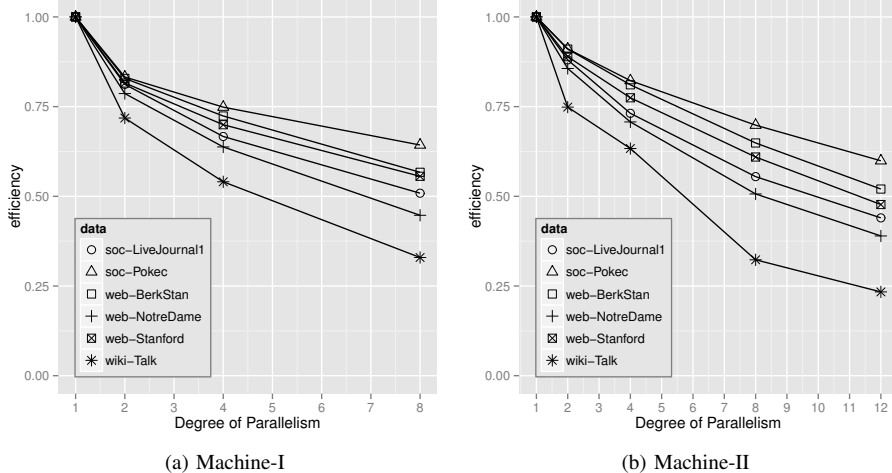 1.00
0.75
0.50
0.25
0.00
efficiency
data
soc−LiveJournal1
soc−Pokec
web−BerkStan
web−NotreDame
web−Stanford
wiki−Talk
1 2 3 4 5 6 7 8
Degree of Parallelism
(a) Machine-I
1.00
0.75
0.50
0.25
0.00
efficiency
data
soc−LiveJournal1
soc−Pokec
web−BerkStan
web−NotreDame
web−Stanford
wiki−Talk
1 2 3 4 5 6 7 8 9 10 11 12
Degree of Parallelism
(b) Machine-II